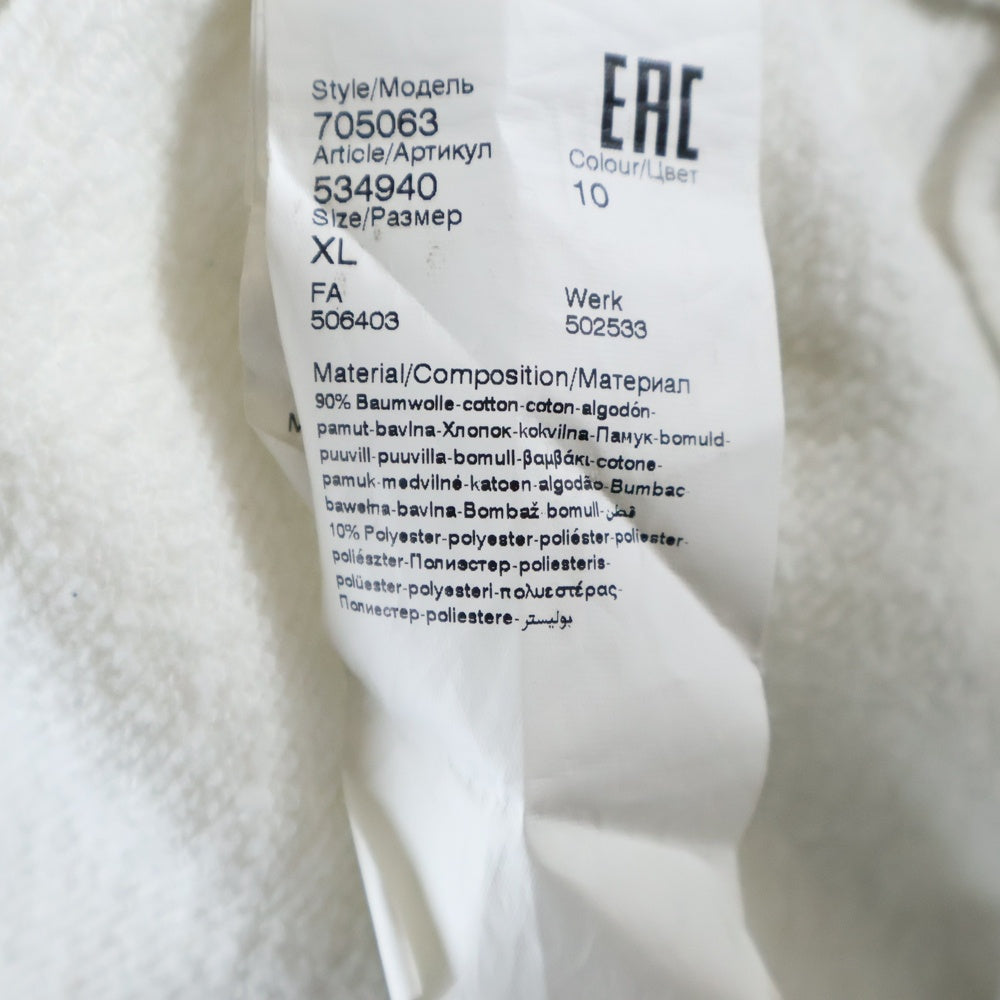 Style/Модель
705063
Article/Артикул
534940
Size/Размер
XL
EAC
Colour/Цвет
10
FA
506403
Werk
502533
Material/Composition/Материал
90% Baumwolle-cotton-coton-algodón-
pamut-bavlna-Хлопок-kokvilna-Памук-bomuld-
puuvill-puuvilla-bomull-βαμβάκι-cotone-
pamuk-medvilnė-katoen-algodão-Bumbac
bawełna-bavlna-Bombaž bomull-قطن
10% Polyester-polyester-poliéster-poliester-
poliészter-Полиэстер-poliesteris-
polüester-polyesteri-πολυεστέρας-
Полиестер-poliestere-بوليستر
M